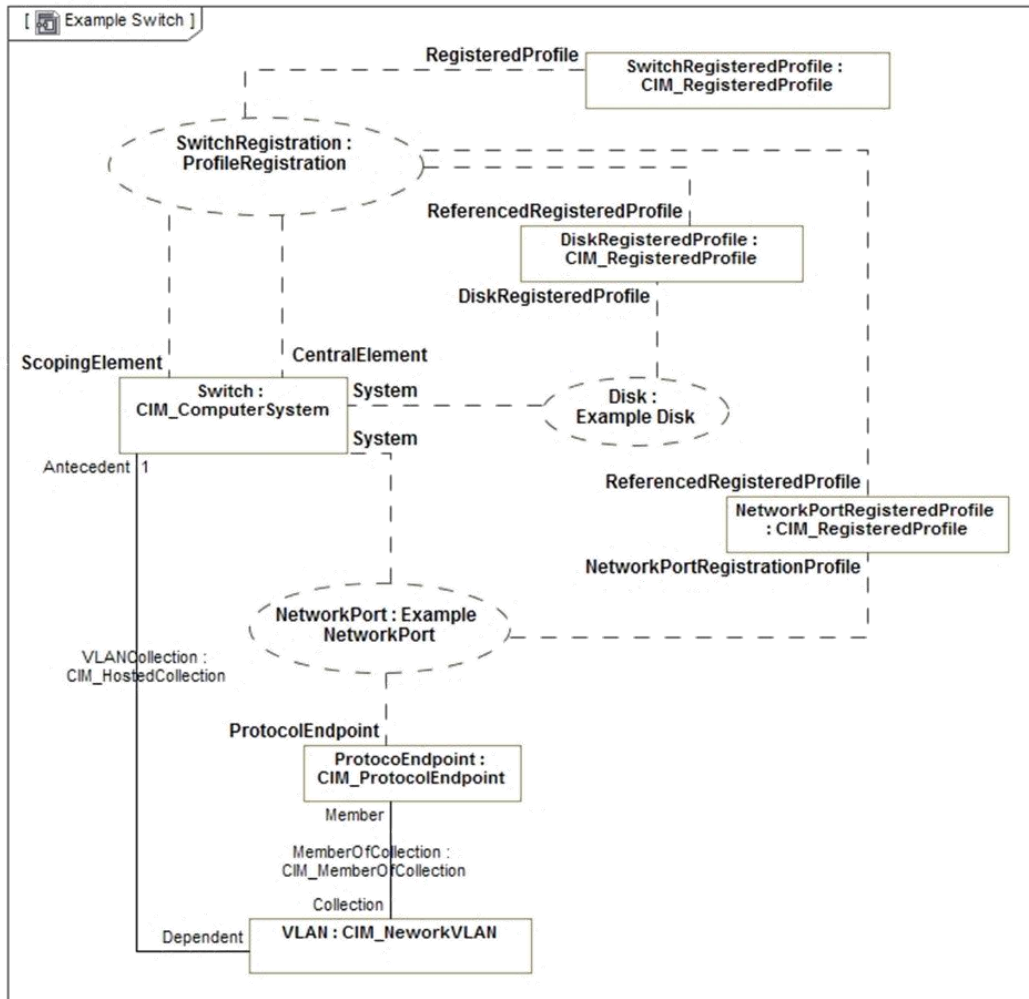 [ Example Switch ]
RegisteredProfile
SwitchRegisteredProfile :
CIM_RegisteredProfile
SwitchRegistration :
ProfileRegistration
ReferencedRegisteredProfile
DiskRegisteredProfile :
CIM_RegisteredProfile
DiskRegisteredProfile
ScopingElement
CentralElement
Switch :
CIM_ComputerSystem
System
System
Disk :
Example Disk
Antecedent
1
ReferencedRegisteredProfile
NetworkPortRegisteredProfile
: CIM_RegisteredProfile
NetworkPortRegistrationProfile
NetworkPort : Example
NetworkPort
VLANCollection :
CIM_HostedCollection
ProtocolEndpoint
ProtocoEndpoint :
CIM_ProtocolEndpoint
Member
MemberOfCollection :
CIM_MemberOfCollection
Collection
Dependent
VLAN : CIM_NeworkVLAN